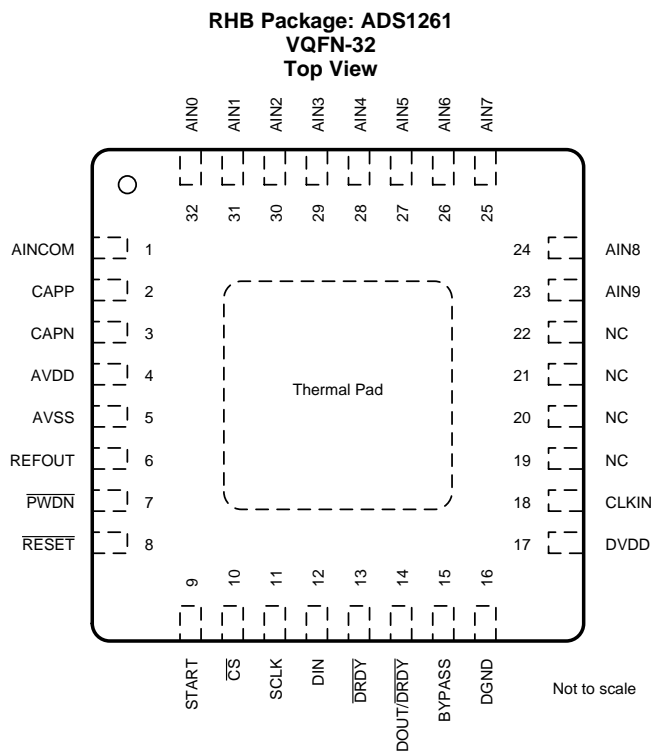 RHB Package: ADS1261
VQFN-32
Top View
AIN0
AIN1
AIN2
AIN3
AIN4
AIN5
AIN6
AIN7
32
31
30
29
28
27
26
25
AINCOM 1
CAPP 2
CAPN 3
AVDD 4
AVSS 5
REFOUT 6
PWDN 7
RESET 8
Thermal Pad
24 AIN8
23 AIN9
22 NC
21 NC
20 NC
19 NC
18 CLKIN
17 DVDD
9
10
11
12
13
14
15
16
START
CS
SCLK
DIN
DRDY
DOUT/DRDY
BYPASS
DGND
Not to scale